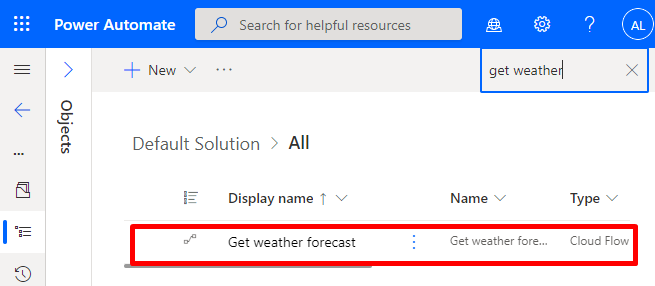 Power Automate
Search for helpful resources
AL
New
get weather
Objects
Default Solution > All
Display name ↑
Name
Type
Get weather forecast
Get weather fore...
Cloud Flow